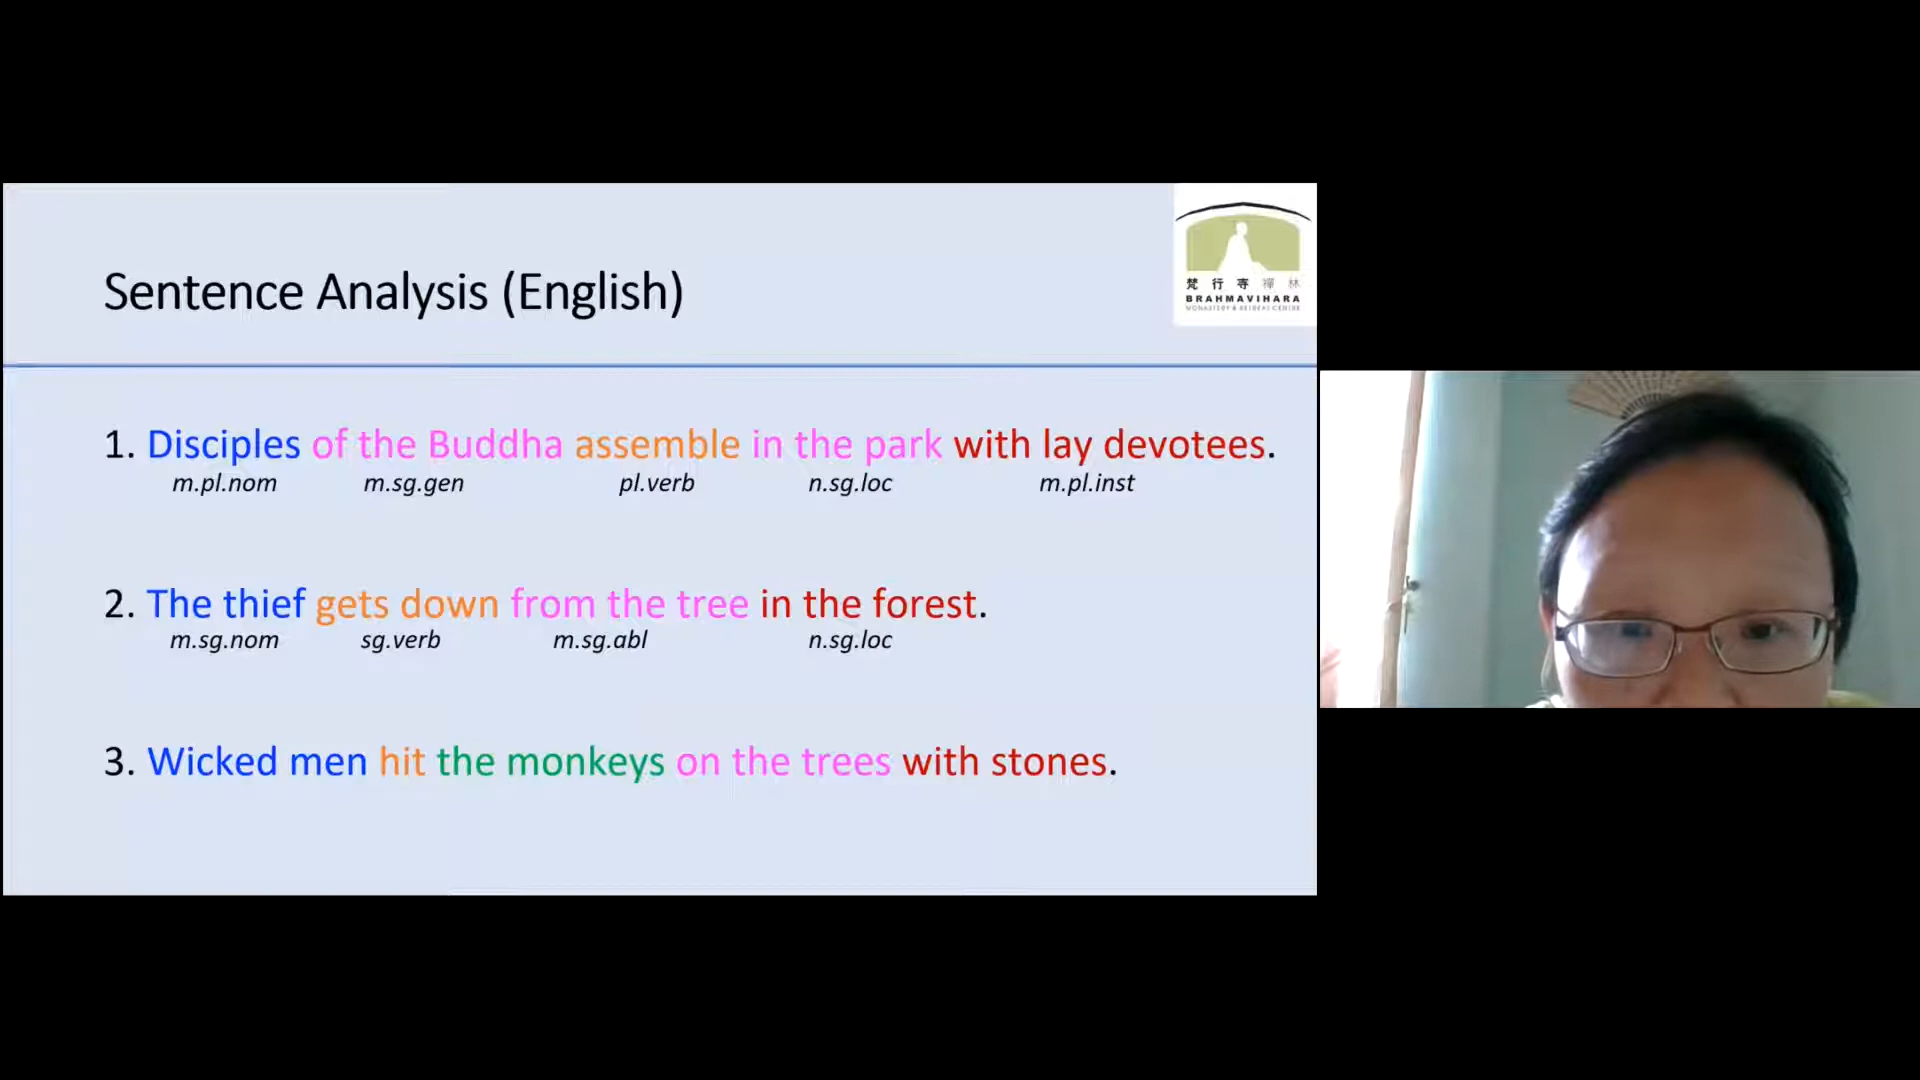 Sentence Analysis (English)
梵行寺禪林
BRAHMAVIHARA
MONASTERY & RETREAT CENTRE
1. Disciples of the Buddha assemble in the park with lay devotees.
m.pl.nom m.sg.gen pl.verb n.sg.loc m.pl.inst
2. The thief gets down from the tree in the forest.
m.sg.nom sg.verb m.sg.abl n.sg.loc
3. Wicked men hit the monkeys on the trees with stones.